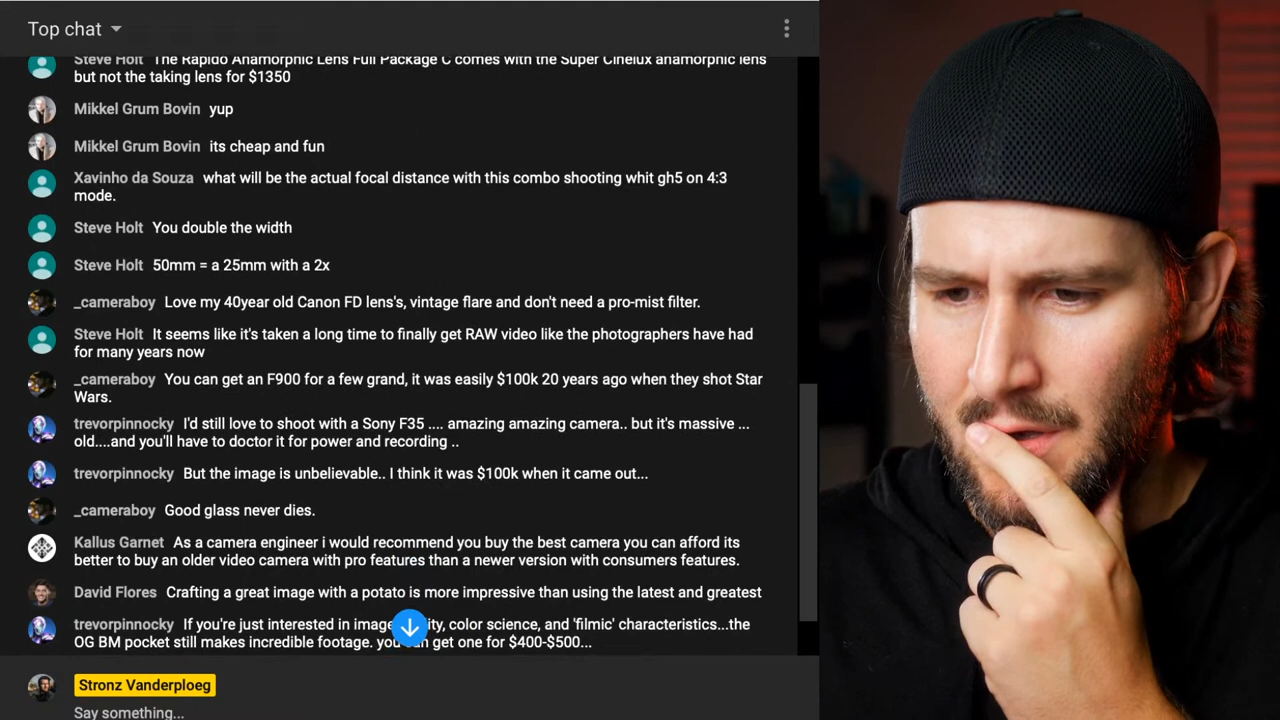 Top chat
Steve Holt The Rapido Anamorphic Lens Full Package C comes with the Super Cinelux anamorphic lens
but not the taking lens for $1350
Mikkel Grum Bovin yup
Mikkel Grum Bovin its cheap and fun
Xavinho da Souza what will be the actual focal distance with this combo shooting whit gh5 on 4:3
mode.
Steve Holt You double the width
Steve Holt 50mm = a 25mm with a 2x
_cameraboy Love my 40year old Canon FD lens's, vintage flare and don't need a pro-mist filter.
Steve Holt It seems like it's taken a long time to finally get RAW video like the photographers have had
for many years now
_cameraboy You can get an F900 for a few grand, it was easily $100k 20 years ago when they shot Star
Wars.
trevorpinnocky I'd still love to shoot with a Sony F35 .... amazing amazing camera.. but it's massive ...
old....and you'll have to doctor it for power and recording ..
trevorpinnocky But the image is unbelievable.. I think it was $100k when it came out...
_cameraboy Good glass never dies.
Kallus Garnet As a camera engineer i would recommend you buy the best camera you can afford its
better to buy an older video camera with pro features than a newer version with consumers features.
David Flores Crafting a great image with a potato is more impressive than using the latest and greatest
trevorpinnocky If you're just interested in image color science, and 'filmic' characteristics...the
OG BM pocket still makes incredible footage. you can get one for $400-$500...
Stronz Vanderploeg
Say something...